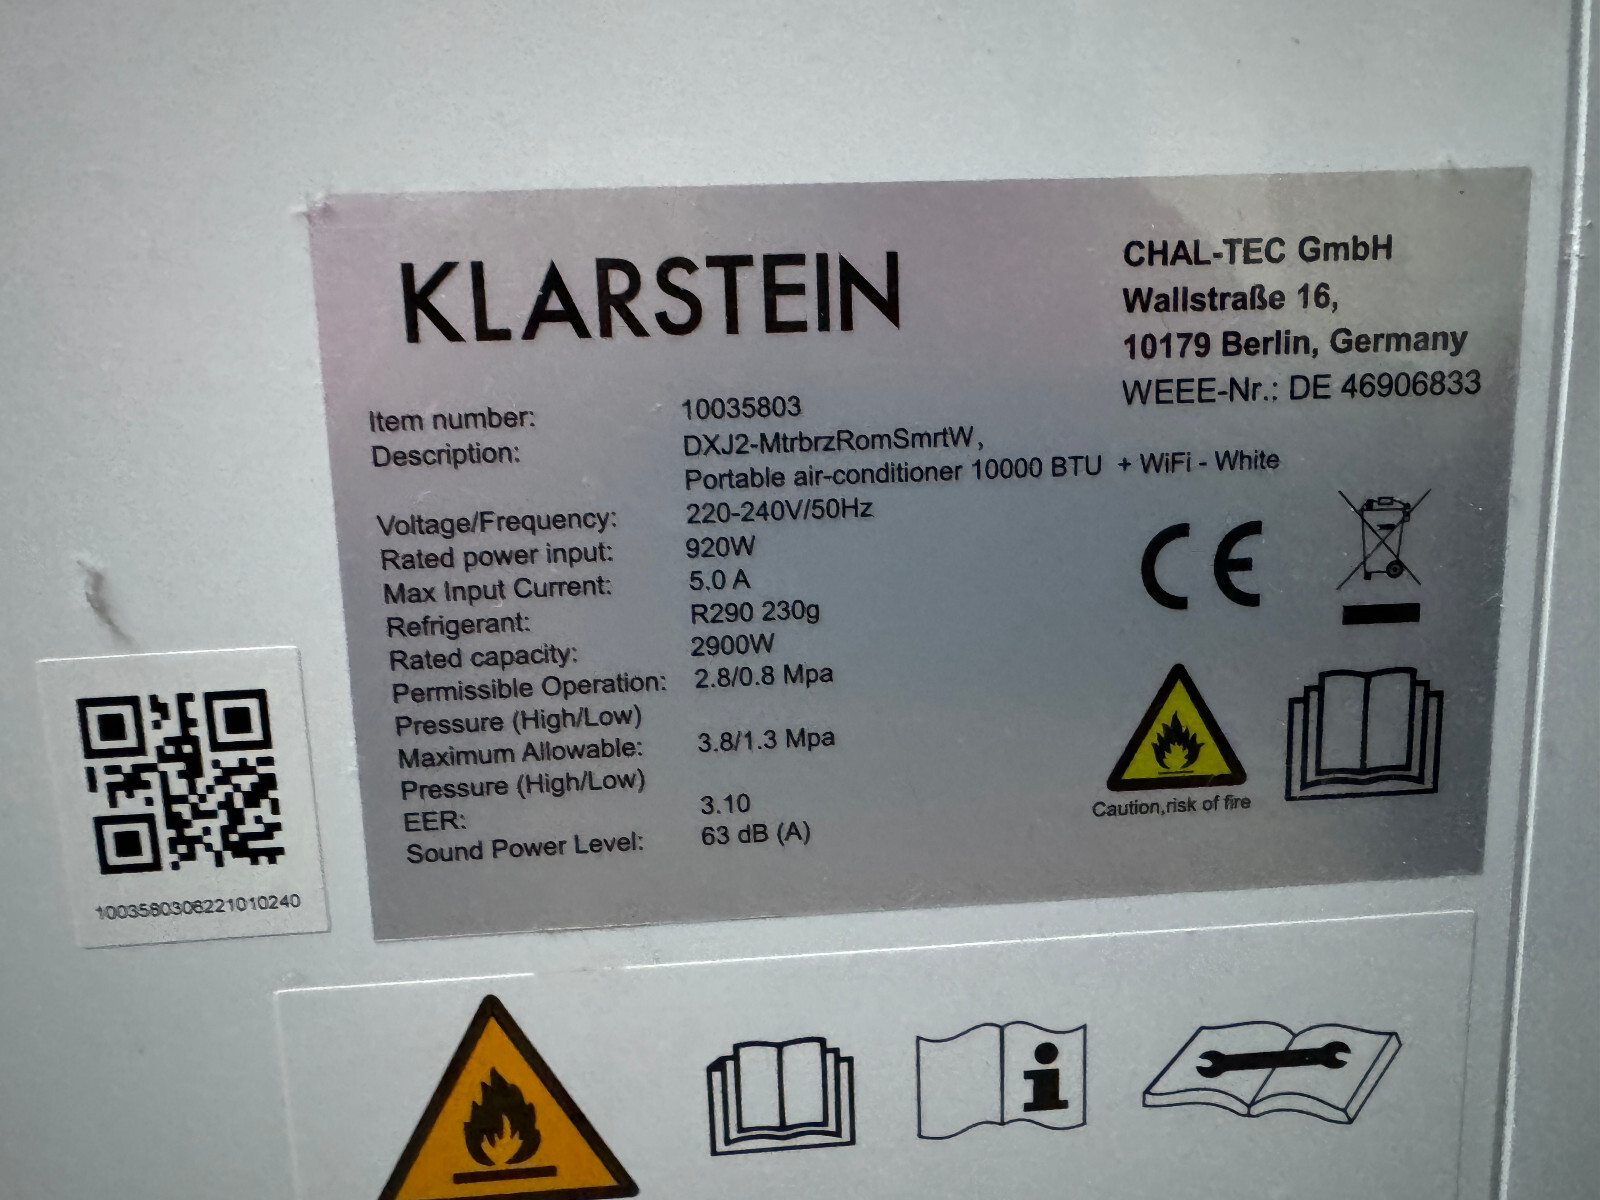 KLARSTEIN
CHAL-TEC GmbH
Wallstraße 16,
10179 Berlin, Germany
WEEE-Nr.: DE 46906833
Item number: 10035803
Description: DXJ2-MtrbrzRomSmrtW,
Portable air-conditioner 10000 BTU + WiFi - White
Voltage/Frequency: 220-240V/50Hz
Rated power input: 920W
Max Input Current: 5.0 A
Refrigerant: R290 230g
Rated capacity: 2900W
Permissible Operation: 2.8/0.8 Mpa
Pressure (High/Low)
Maximum Allowable: 3.8/1.3 Mpa
Pressure (High/Low)
EER: 3.10
Sound Power Level: 63 dB (A)
CE
Caution,risk of fire
1003580306221010240